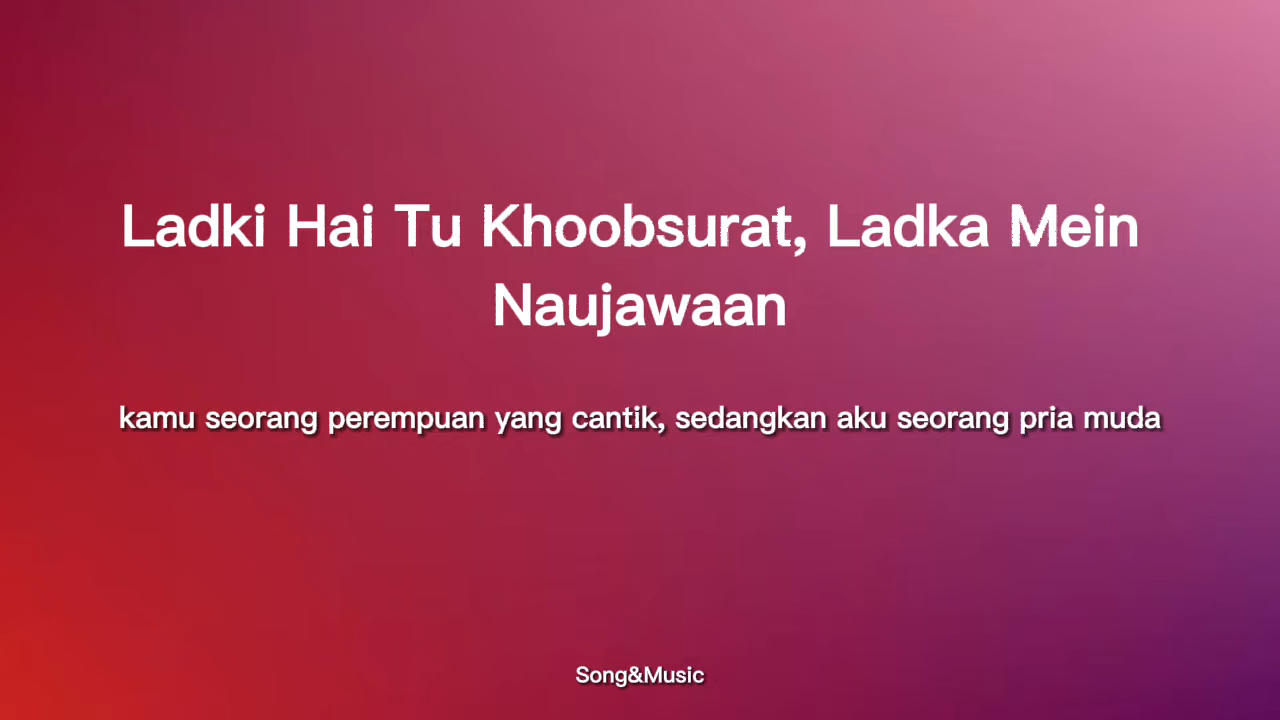 Ladki Hai Tu Khoobsurat, Ladka Mein
Naujawaan
kamu seorang perempuan yang cantik, sedangkan aku seorang pria muda
Song&Music